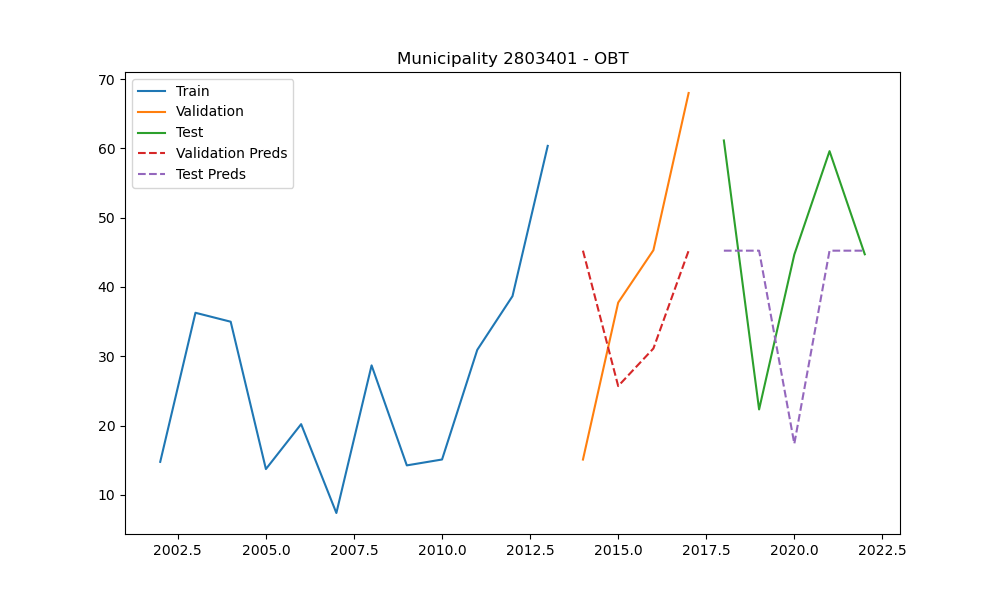 Municipality 2803401 - OBT
70
60
50
40
30
20
10
Train
Validation
Test
Validation Preds
Test Preds
2002.5 2005.0 2007.5 2010.0 2012.5 2015.0 2017.5 2020.0 2022.5